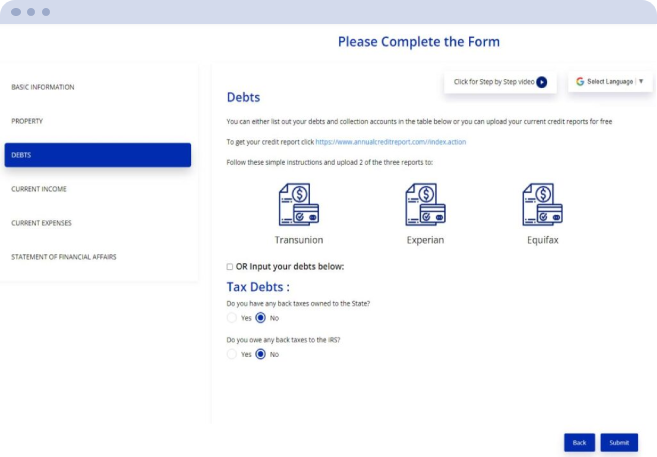 Please Complete the Form
Click for Step by Step video
Select Language | ▼
BASIC INFORMATION
PROPERTY
DEBTS
CURRENT INCOME
CURRENT EXPENSES
STATEMENT OF FINANCIAL AFFAIRS
Debts
You can either list out your debts and collection accounts in the table below or you can upload your current credit reports for free
To get your credit report click https://www.annualcreditreport.com//index.action
Follow these simple instructions and upload 2 of the three reports to:
Transunion Experian Equifax
OR Input your debts below:
Tax Debts :
Do you have any back taxes owned to the State?
Yes No
Do you owe any back taxes to the IRS?
Yes No
Back Submit